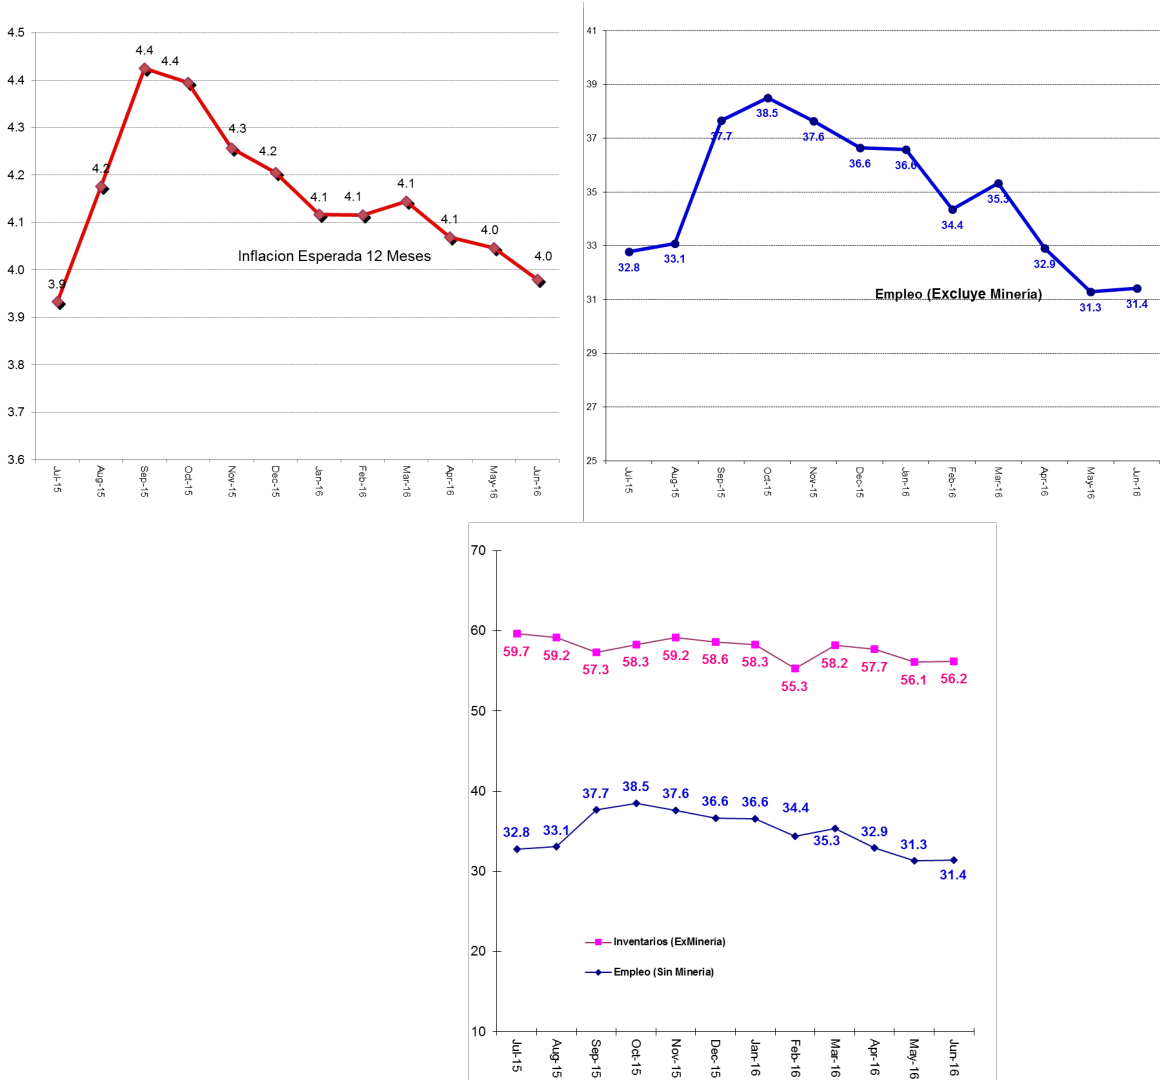 4.5
4.4
4.3
4.2
4.1
4.0
3.9
3.8
3.7
3.6
3.9
4.2
4.4
4.4
4.3
4.2
4.1
4.1
4.1
4.1
4.0
4.0
Inflacion Esperada 12 Meses
Jul-15
Aug-15
Sep-15
Oct-15
Nov-15
Dec-15
Jan-16
Feb-16
Mar-16
Apr-16
May-16
Jun-16
41
39
37
35
33
31
29
27
25
32.8
33.1
37.7
38.5
37.6
36.6
36.6
34.4
35.3
32.9
31.3
31.4
Empleo (Excluye Minería)
Jul-15
Aug-15
Sep-15
Oct-15
Nov-15
Dec-15
Jan-16
Feb-16
Mar-16
Apr-16
May-16
Jun-16
70
60
50
40
30
20
10
59.7
59.2
57.3
58.3
59.2
58.6
58.3
55.3
58.2
57.7
56.1
56.2
32.8
33.1
37.7
38.5
37.6
36.6
36.6
34.4
35.3
32.9
31.3
31.4
Inventarios (ExMinería)
Empleo (Sin Minería)
Jul-15
Aug-15
Sep-15
Oct-15
Nov-15
Dec-15
Jan-16
Feb-16
Mar-16
Apr-16
May-16
Jun-16